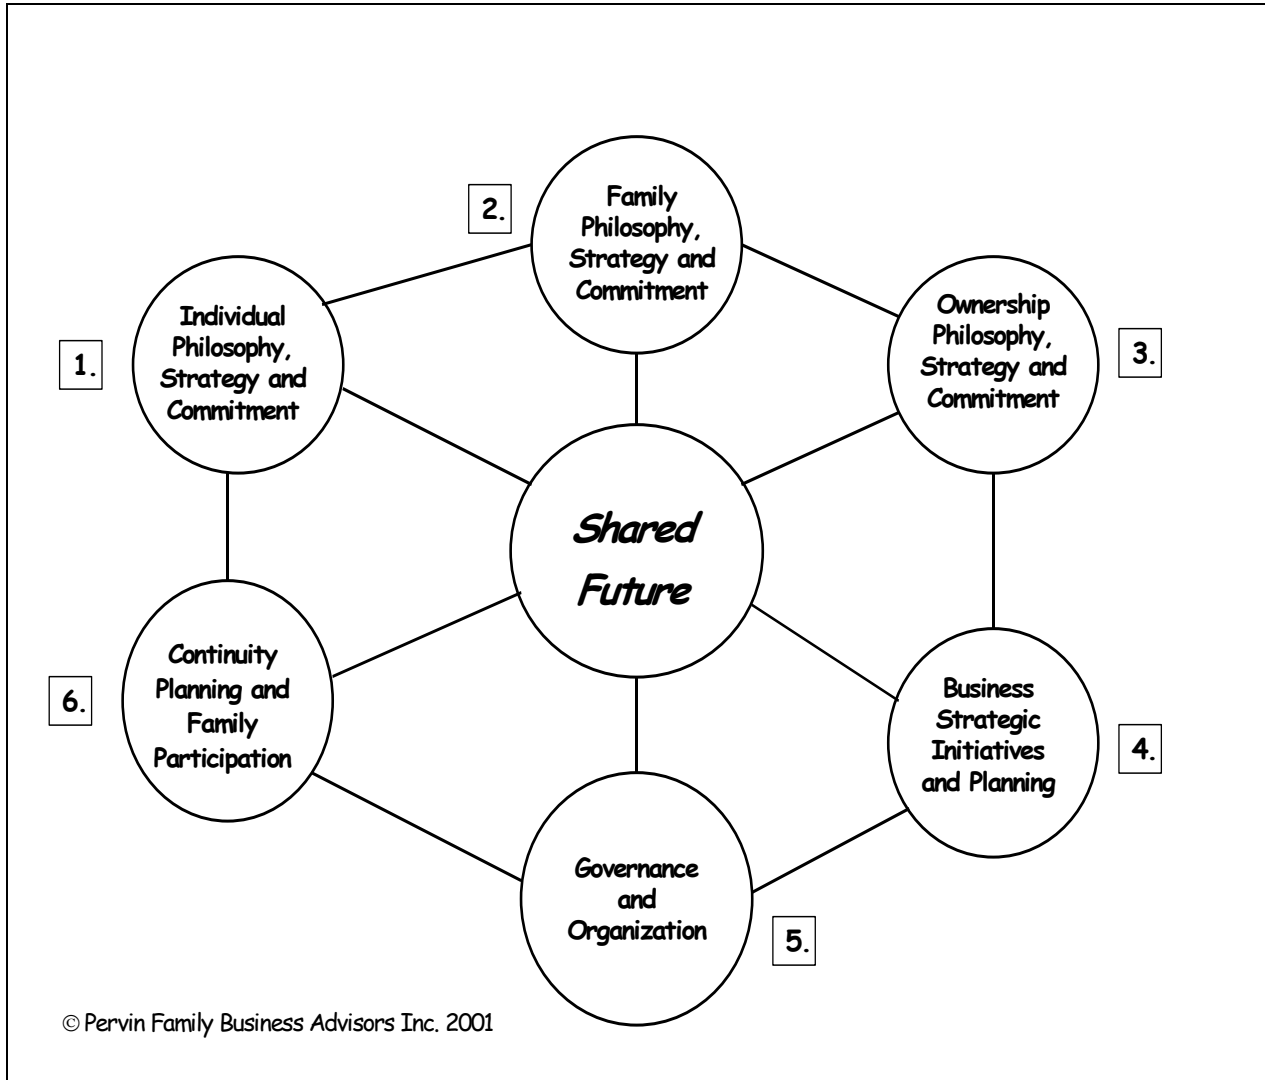 2.
Family
Philosophy,
Strategy and
Commitment
1.
Individual
Philosophy,
Strategy and
Commitment
Ownership
Philosophy,
Strategy and
Commitment
3.
Shared
Future
6.
Continuity
Planning and
Family
Participation
Business
Strategic
Initiatives
and Planning
4.
Governance
and
Organization
5.
© Pervin Family Business Advisors Inc. 2001